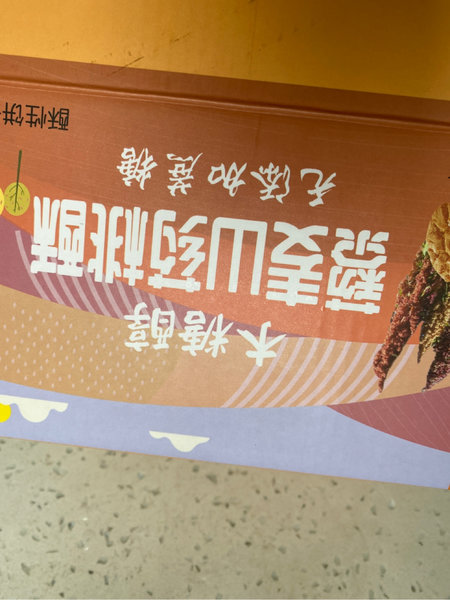 木糖醇
藜麦山药桃酥
无添加蔗糖
酥性饼